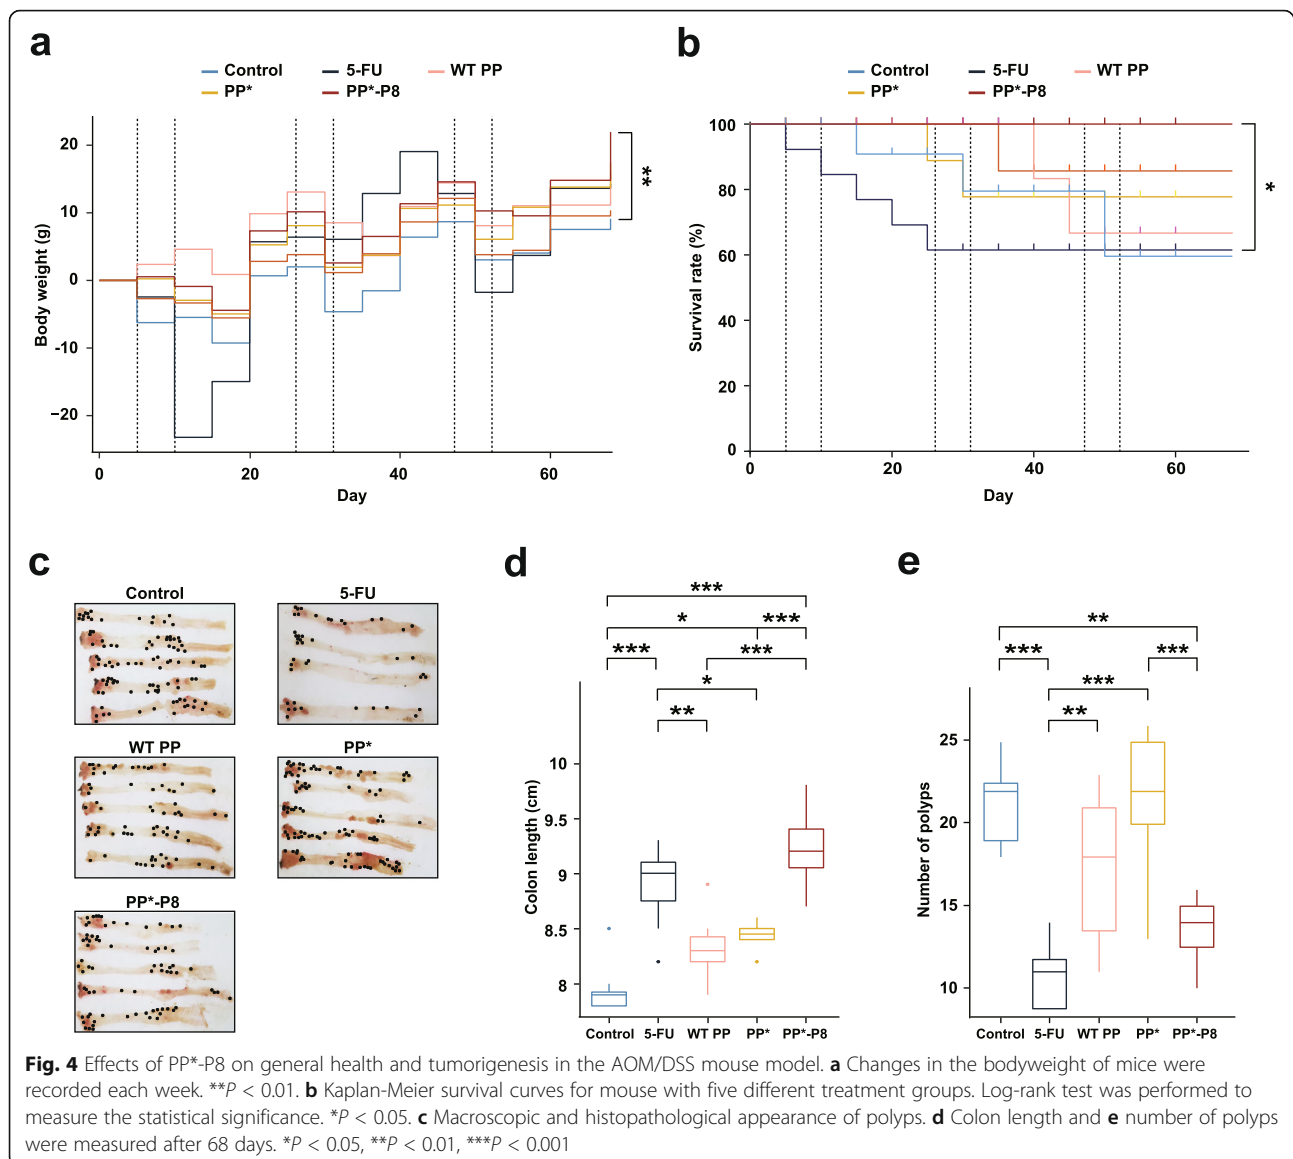 a
Control 5-FU WT PP
PP* PP*-P8
Body weight (g)
20
10
0
-10
-20
0 20 40 60
Day
**
b
Control 5-FU WT PP
PP* PP*-P8
Survival rate (%)
100
80
60
40
20
0
0 20 40 60
Day
*
c
Control 5-FU
WT PP PP*
PP*-P8
d
***
* ***
*** ***
*
**
Colon length (cm)
10
9.5
9
8.5
8
Control 5-FU WT PP PP* PP*-P8
e
**
*** ***
***
**
Number of polyps
25
20
15
10
Control 5-FU WT PP PP* PP*-P8
Fig. 4 Effects of PP*-P8 on general health and tumorigenesis in the AOM/DSS mouse model. a Changes in the bodyweight of mice were
recorded each week. **P < 0.01. b Kaplan-Meier survival curves for mouse with five different treatment groups. Log-rank test was performed to
measure the statistical significance. *P < 0.05. c Macroscopic and histopathological appearance of polyps. d Colon length and e number of polyps
were measured after 68 days. *P < 0.05, **P < 0.01, ***P < 0.001